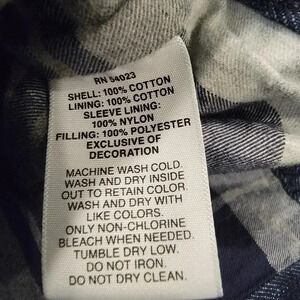 RN 54023
SHELL: 100% COTTON
LINING: 100% COTTON
SLEEVE LINING:
100% NYLON
FILLING: 100% POLYESTER
EXCLUSIVE OF
DECORATION
MACHINE WASH COLD.
WASH AND DRY INSIDE
OUT TO RETAIN COLOR.
WASH AND DRY WITH
LIKE COLORS.
ONLY NON-CHLORINE
BLEACH WHEN NEEDED.
TUMBLE DRY LOW.
DO NOT IRON.
DO NOT DRY CLEAN.